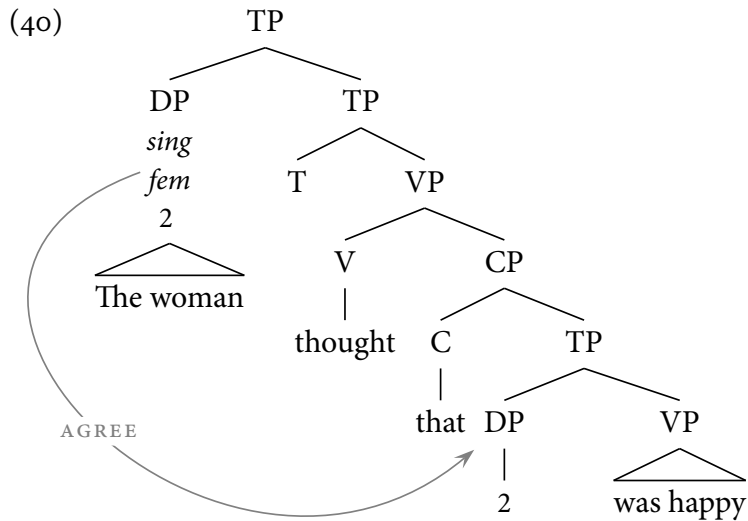 (40) TP
DP TP
sing
fem T VP
2 V CP
The woman
thought C TP
AGREE that DP VP
2 was happy